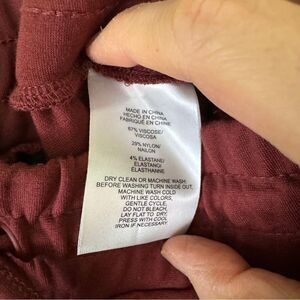 MADE IN CHINA
HECHO EN CHINA
FABRIQUÉ EN CHINE
67% VISCOSE/
VISCOSA
29% NYLON/
NAILON
4% ELASTANE/
ELASTANO/
ELASTHANNE
DRY CLEAN OR MACHINE WASH
BEFORE WASHING TURN INSIDE OUT,
MACHINE WASH COLD
WITH LIKE COLORS,
GENTLE CYCLE,
DO NOT BLEACH,
LAY FLAT TO DRY,
PRESS WITH COOL
IRON IF NECESSARY.